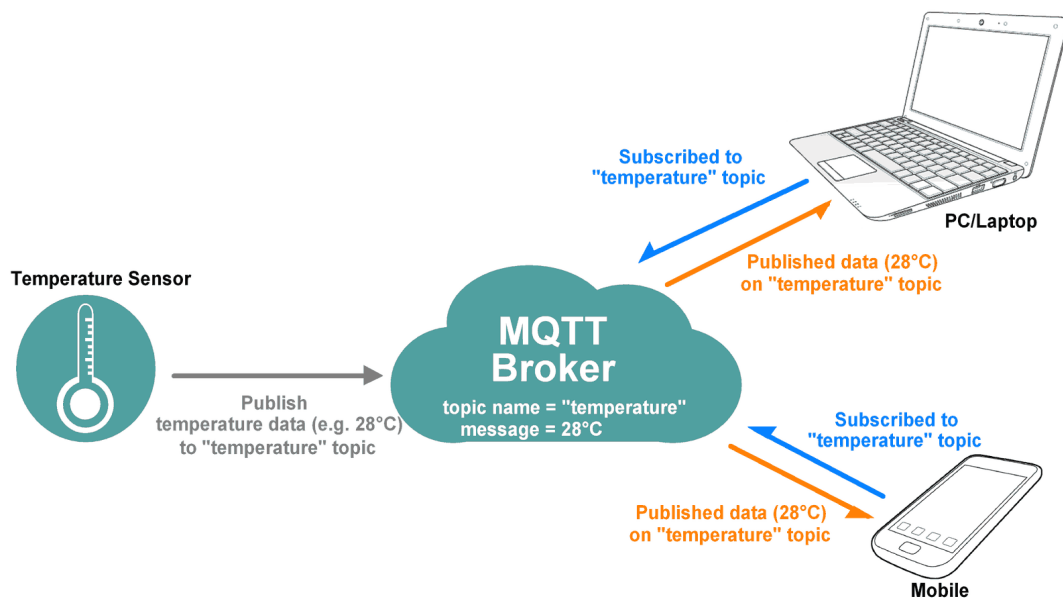 Subscribed to
"temperature" topic
PC/Laptop
Published data (28°C)
on "temperature" topic
Temperature Sensor
MQTT
Broker
topic name = "temperature"
message = 28°C
Publish
temperature data (e.g. 28°C)
to "temperature" topic
Subscribed to
"temperature" topic
Published data (28°C)
on "temperature" topic
Mobile